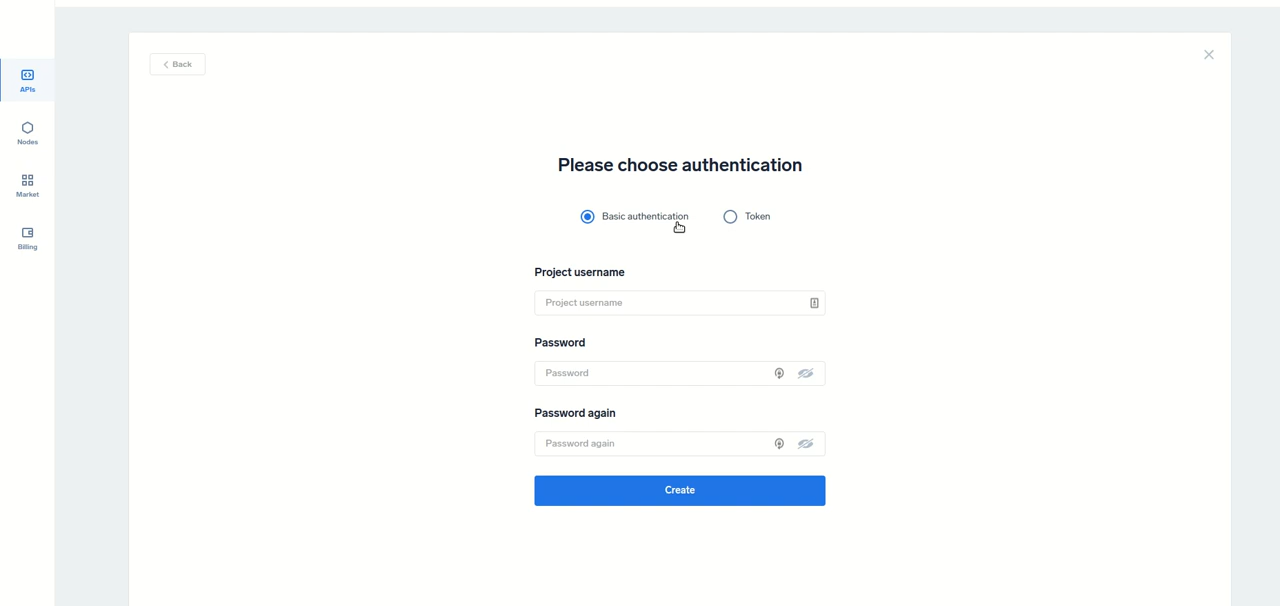 APIs
Nodes
Market
Billing
Back
Please choose authentication
Basic authentication
Token
Project username
Project username
Password
Password
Password again
Password again
Create